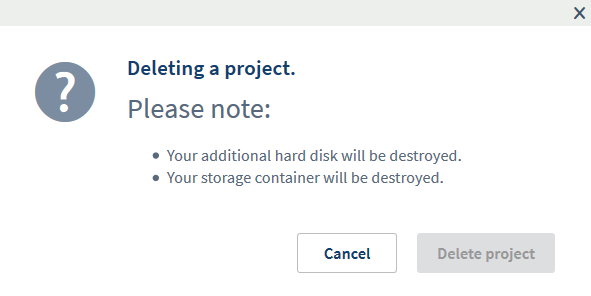 Deleting a project.
Please note:
Your additional hard disk will be destroyed.
Your storage container will be destroyed.
Cancel
Delete project